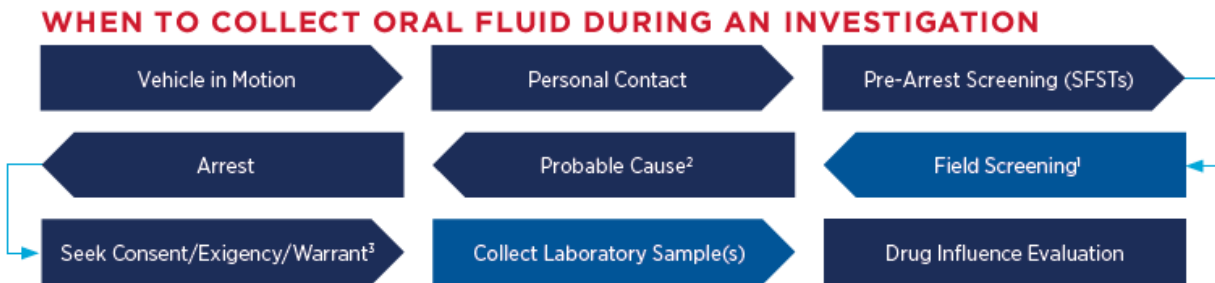 WHEN TO COLLECT ORAL FLUID DURING AN INVESTIGATION
Vehicle in Motion
Personal Contact
Pre-Arrest Screening (SFSTs)
Field Screening¹
Probable Cause²
Arrest
Seek Consent/Exigency/Warrant³
Collect Laboratory Sample(s)
Drug Influence Evaluation